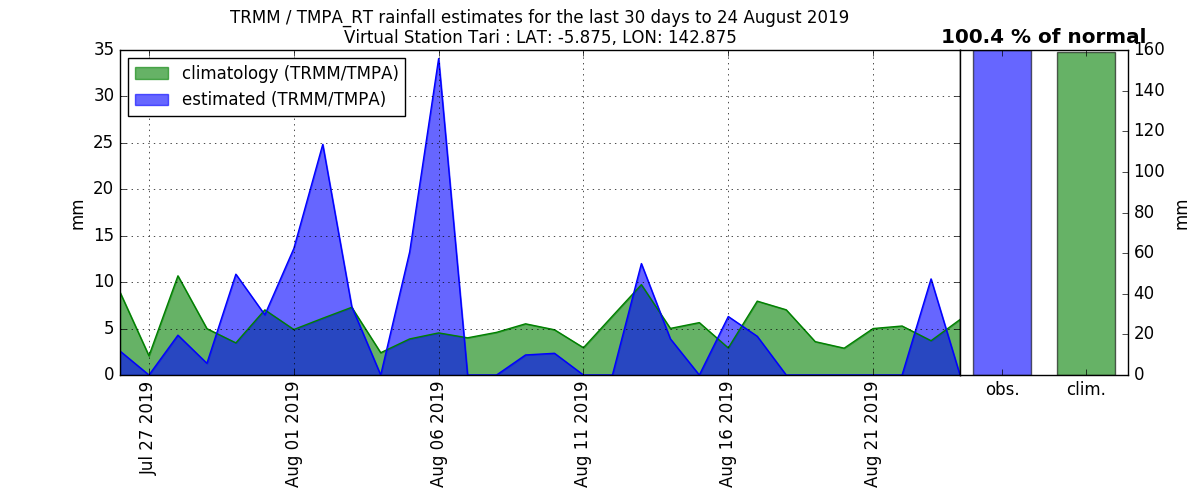 TRMM / TMPA_RT rainfall estimates for the last 30 days to 24 August 2019
Virtual Station Tari : LAT: -5.875, LON: 142.875
100.4 % of normal
climatology (TRMM/TMPA)
estimated (TRMM/TMPA)
mm
35
30
25
20
15
10
5
0
Jul 27 2019
Aug 01 2019
Aug 06 2019
Aug 11 2019
Aug 16 2019
Aug 21 2019
obs.
clim.
160
140
120
100
80
60
40
20
0
mm